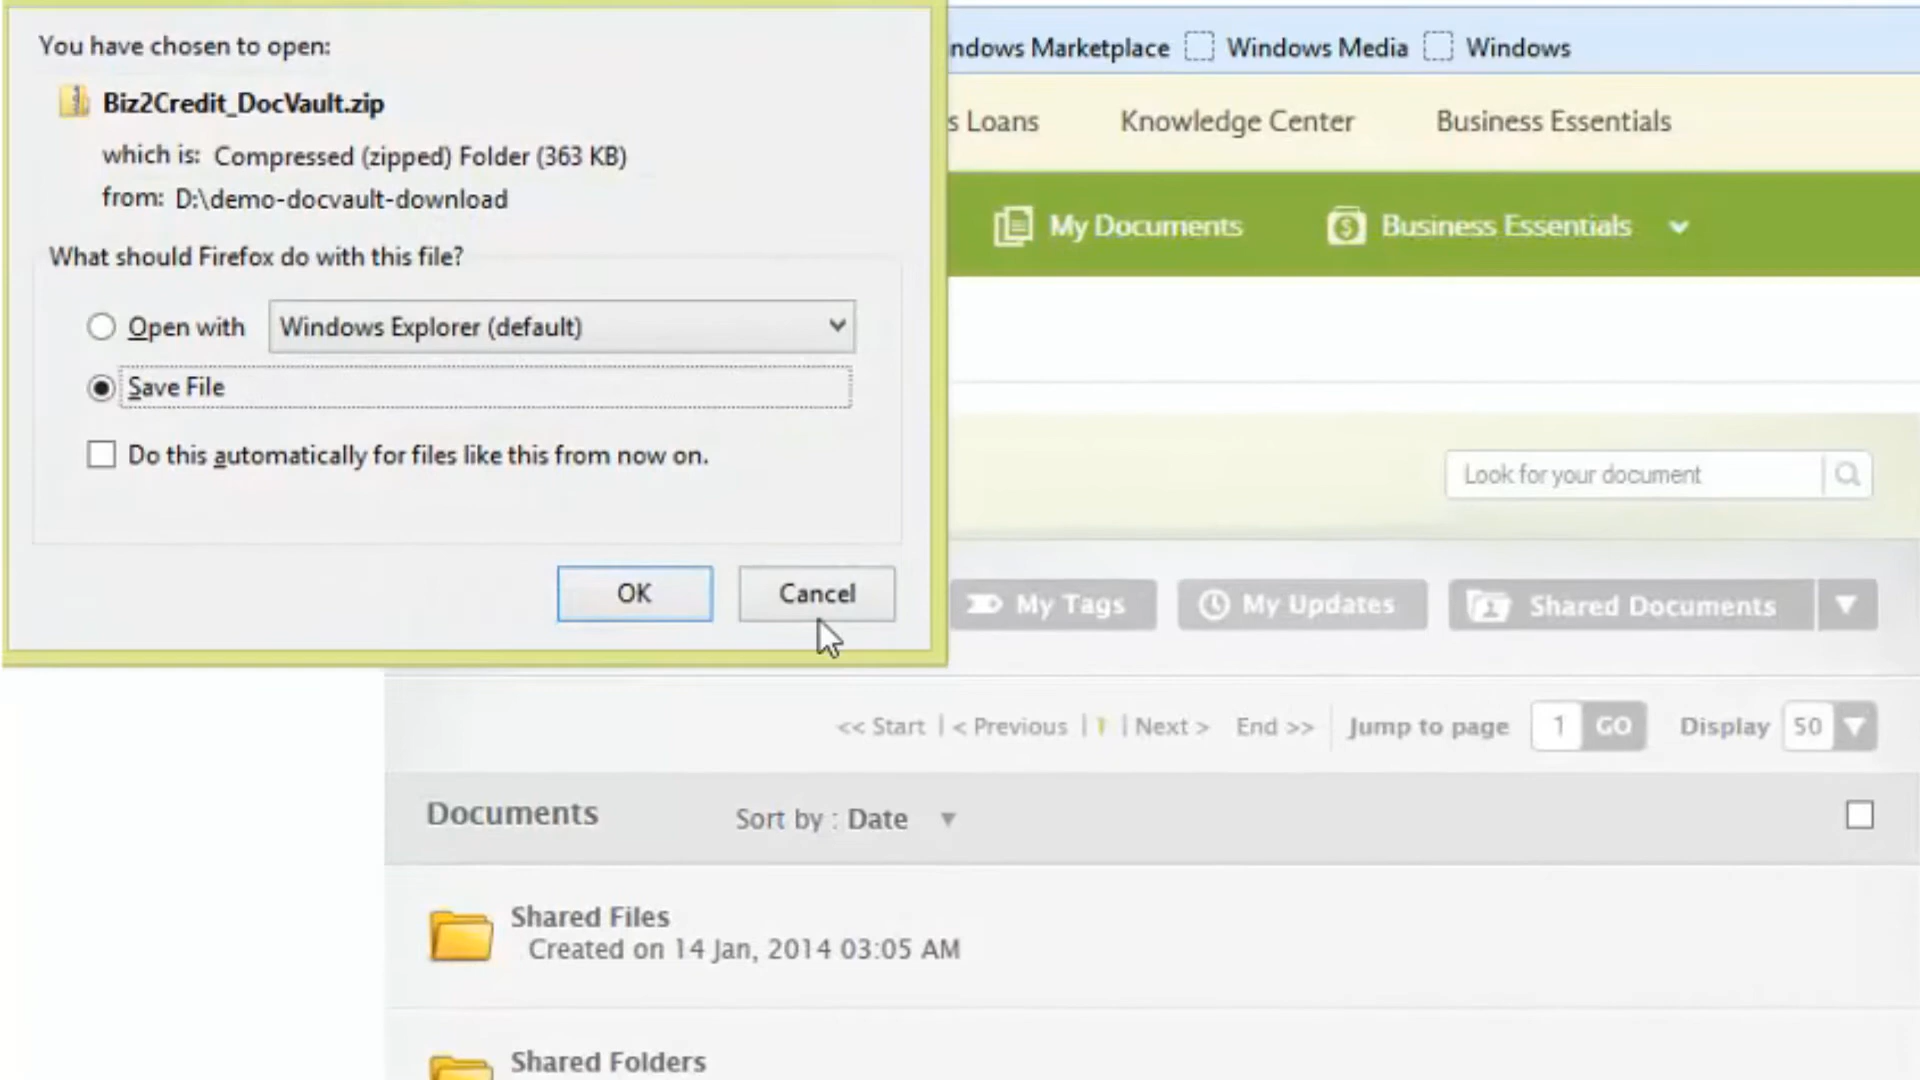 You have chosen to open:
Biz2Credit_DocVault.zip
which is: Compressed (zipped) Folder (363 KB)
from: D:\demo-docvault-download
What should Firefox do with this file?
Open with Windows Explorer (default)
Save File
Do this automatically for files like this from now on.
OK Cancel
ndows Marketplace Windows Media Windows
s Loans Knowledge Center Business Essentials
My Documents Business Essentials
Look for your document
My Tags My Updates Shared Documents
<< Start | < Previous | 1 | Next > End >> Jump to page 1 GO Display 50
Documents Sort by : Date
Shared Files
Created on 14 Jan, 2014 03:05 AM
Shared Folders